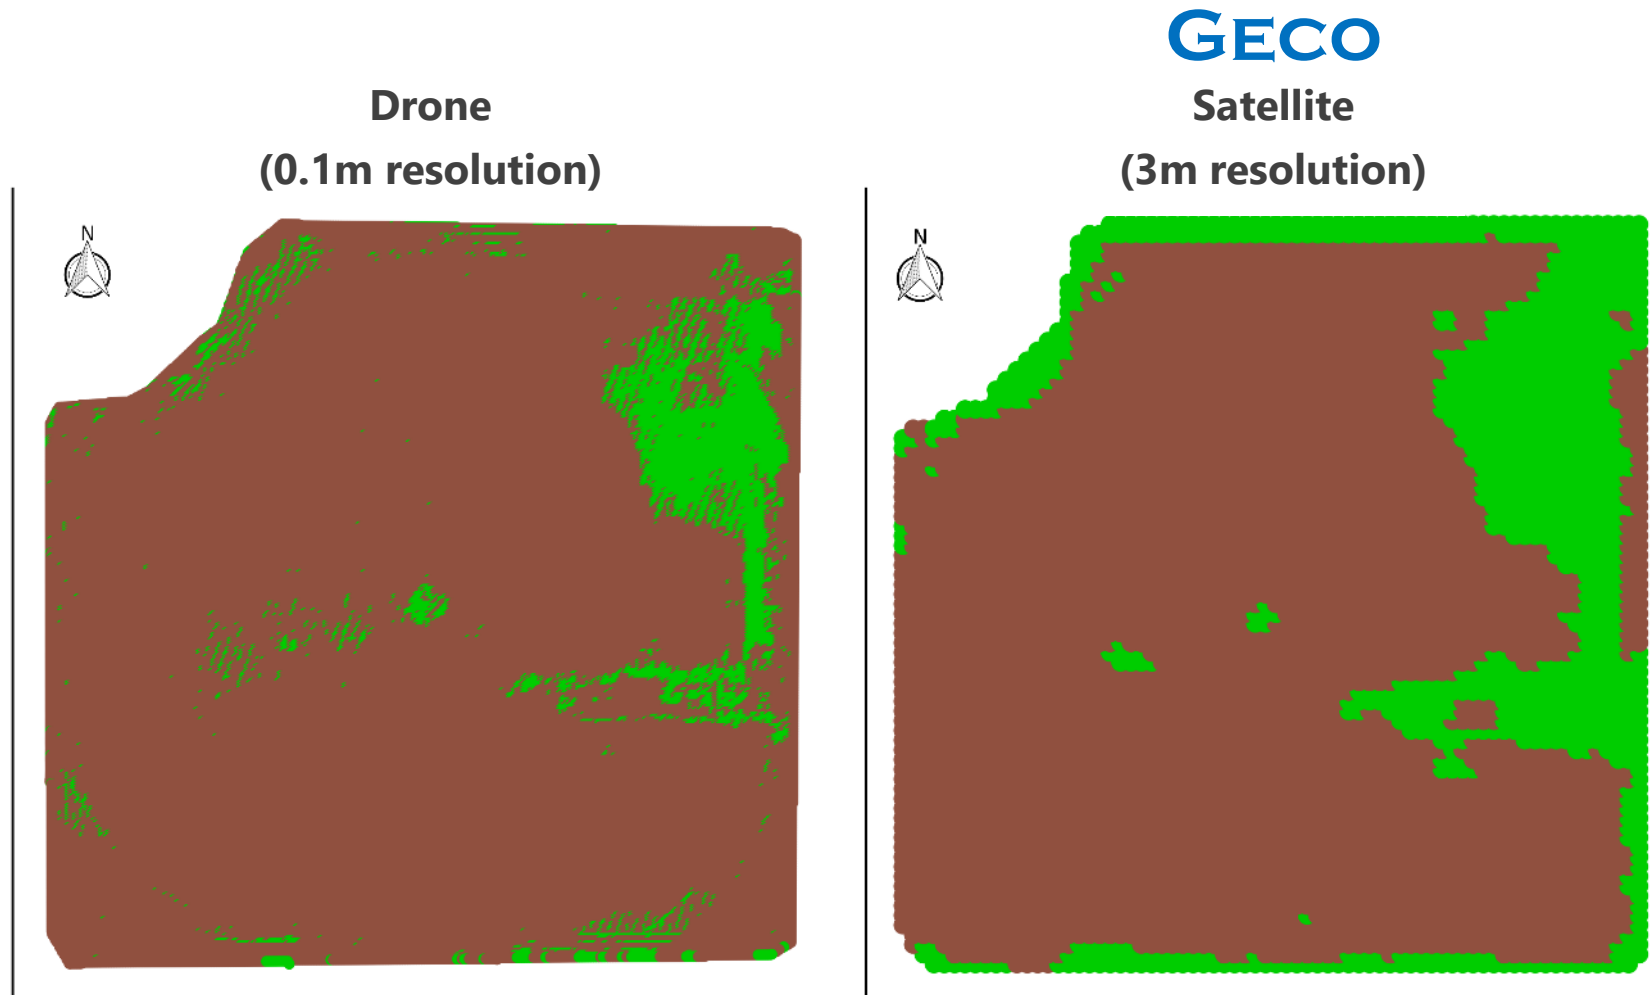 GECO
Drone
Satellite
(0.1m resolution)
(3m resolution)
N
N